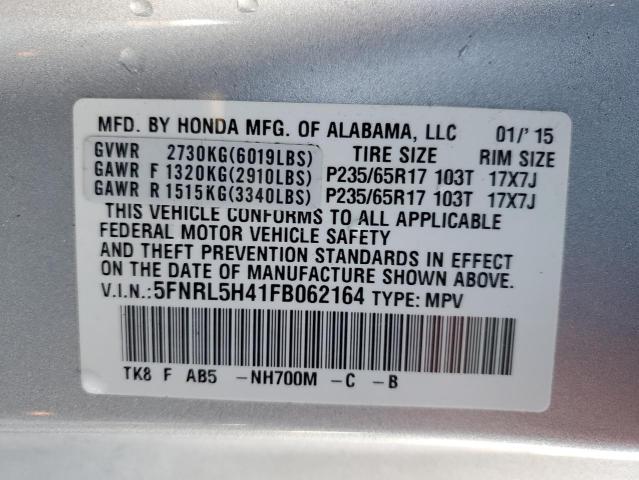 MFD. BY HONDA MFG. OF ALABAMA, LLC 01/'15
GVWR 2730KG(6019LBS) TIRE SIZE RIM SIZE
GAWR F 1320KG(2910LBS) P235/65R17 103T 17X7J
GAWR R 1515KG(3340LBS) P235/65R17 103T 17X7J
THIS VEHICLE CONFORMS TO ALL APPLICABLE
FEDERAL MOTOR VEHICLE SAFETY
AND THEFT PREVENTION STANDARDS IN EFFECT
ON THE DATE OF MANUFACTURE SHOWN ABOVE.
V.I.N.:5FNRL5H41FB062164 TYPE: MPV
TK8 F AB5 -NH700M -C -B